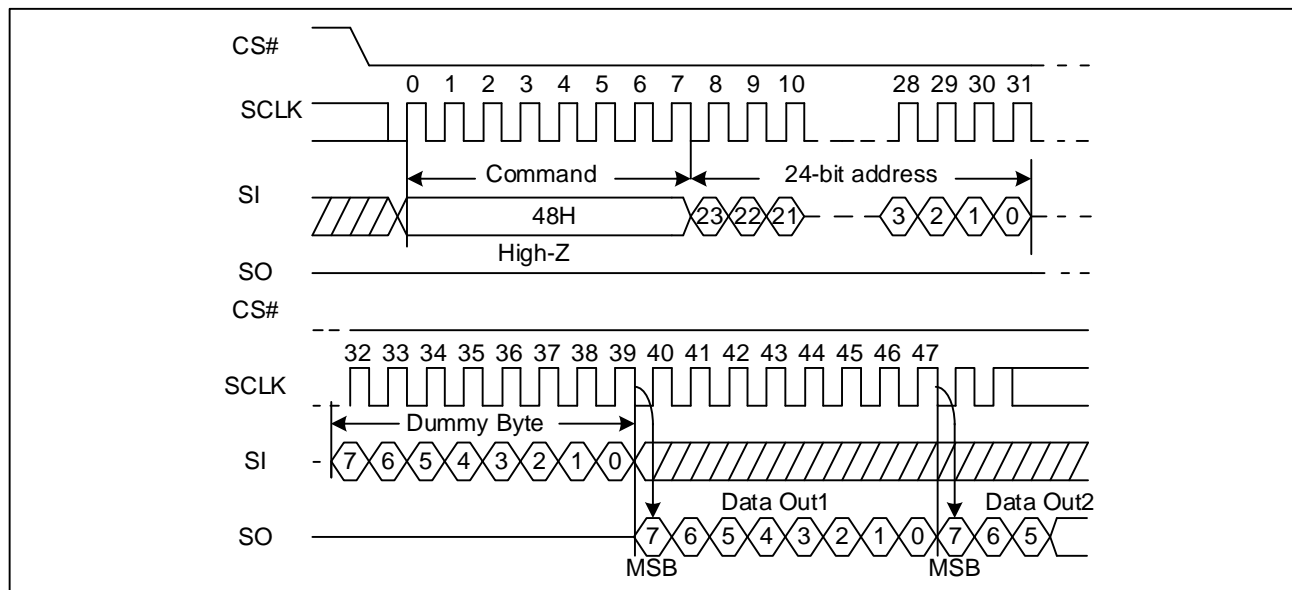 CS#
0 1 2 3 4 5 6 7 8 9 10 28 29 30 31
SCLK
Command 24-bit address
SI
48H 23 22 21 3 2 1 0
High-Z
SO
CS#
32 33 34 35 36 37 38 39 40 41 42 43 44 45 46 47
SCLK
Dummy Byte
SI 7 6 5 4 3 2 1 0
Data Out1 Data Out2
SO 7 6 5 4 3 2 1 0 7 6 5
MSB MSB